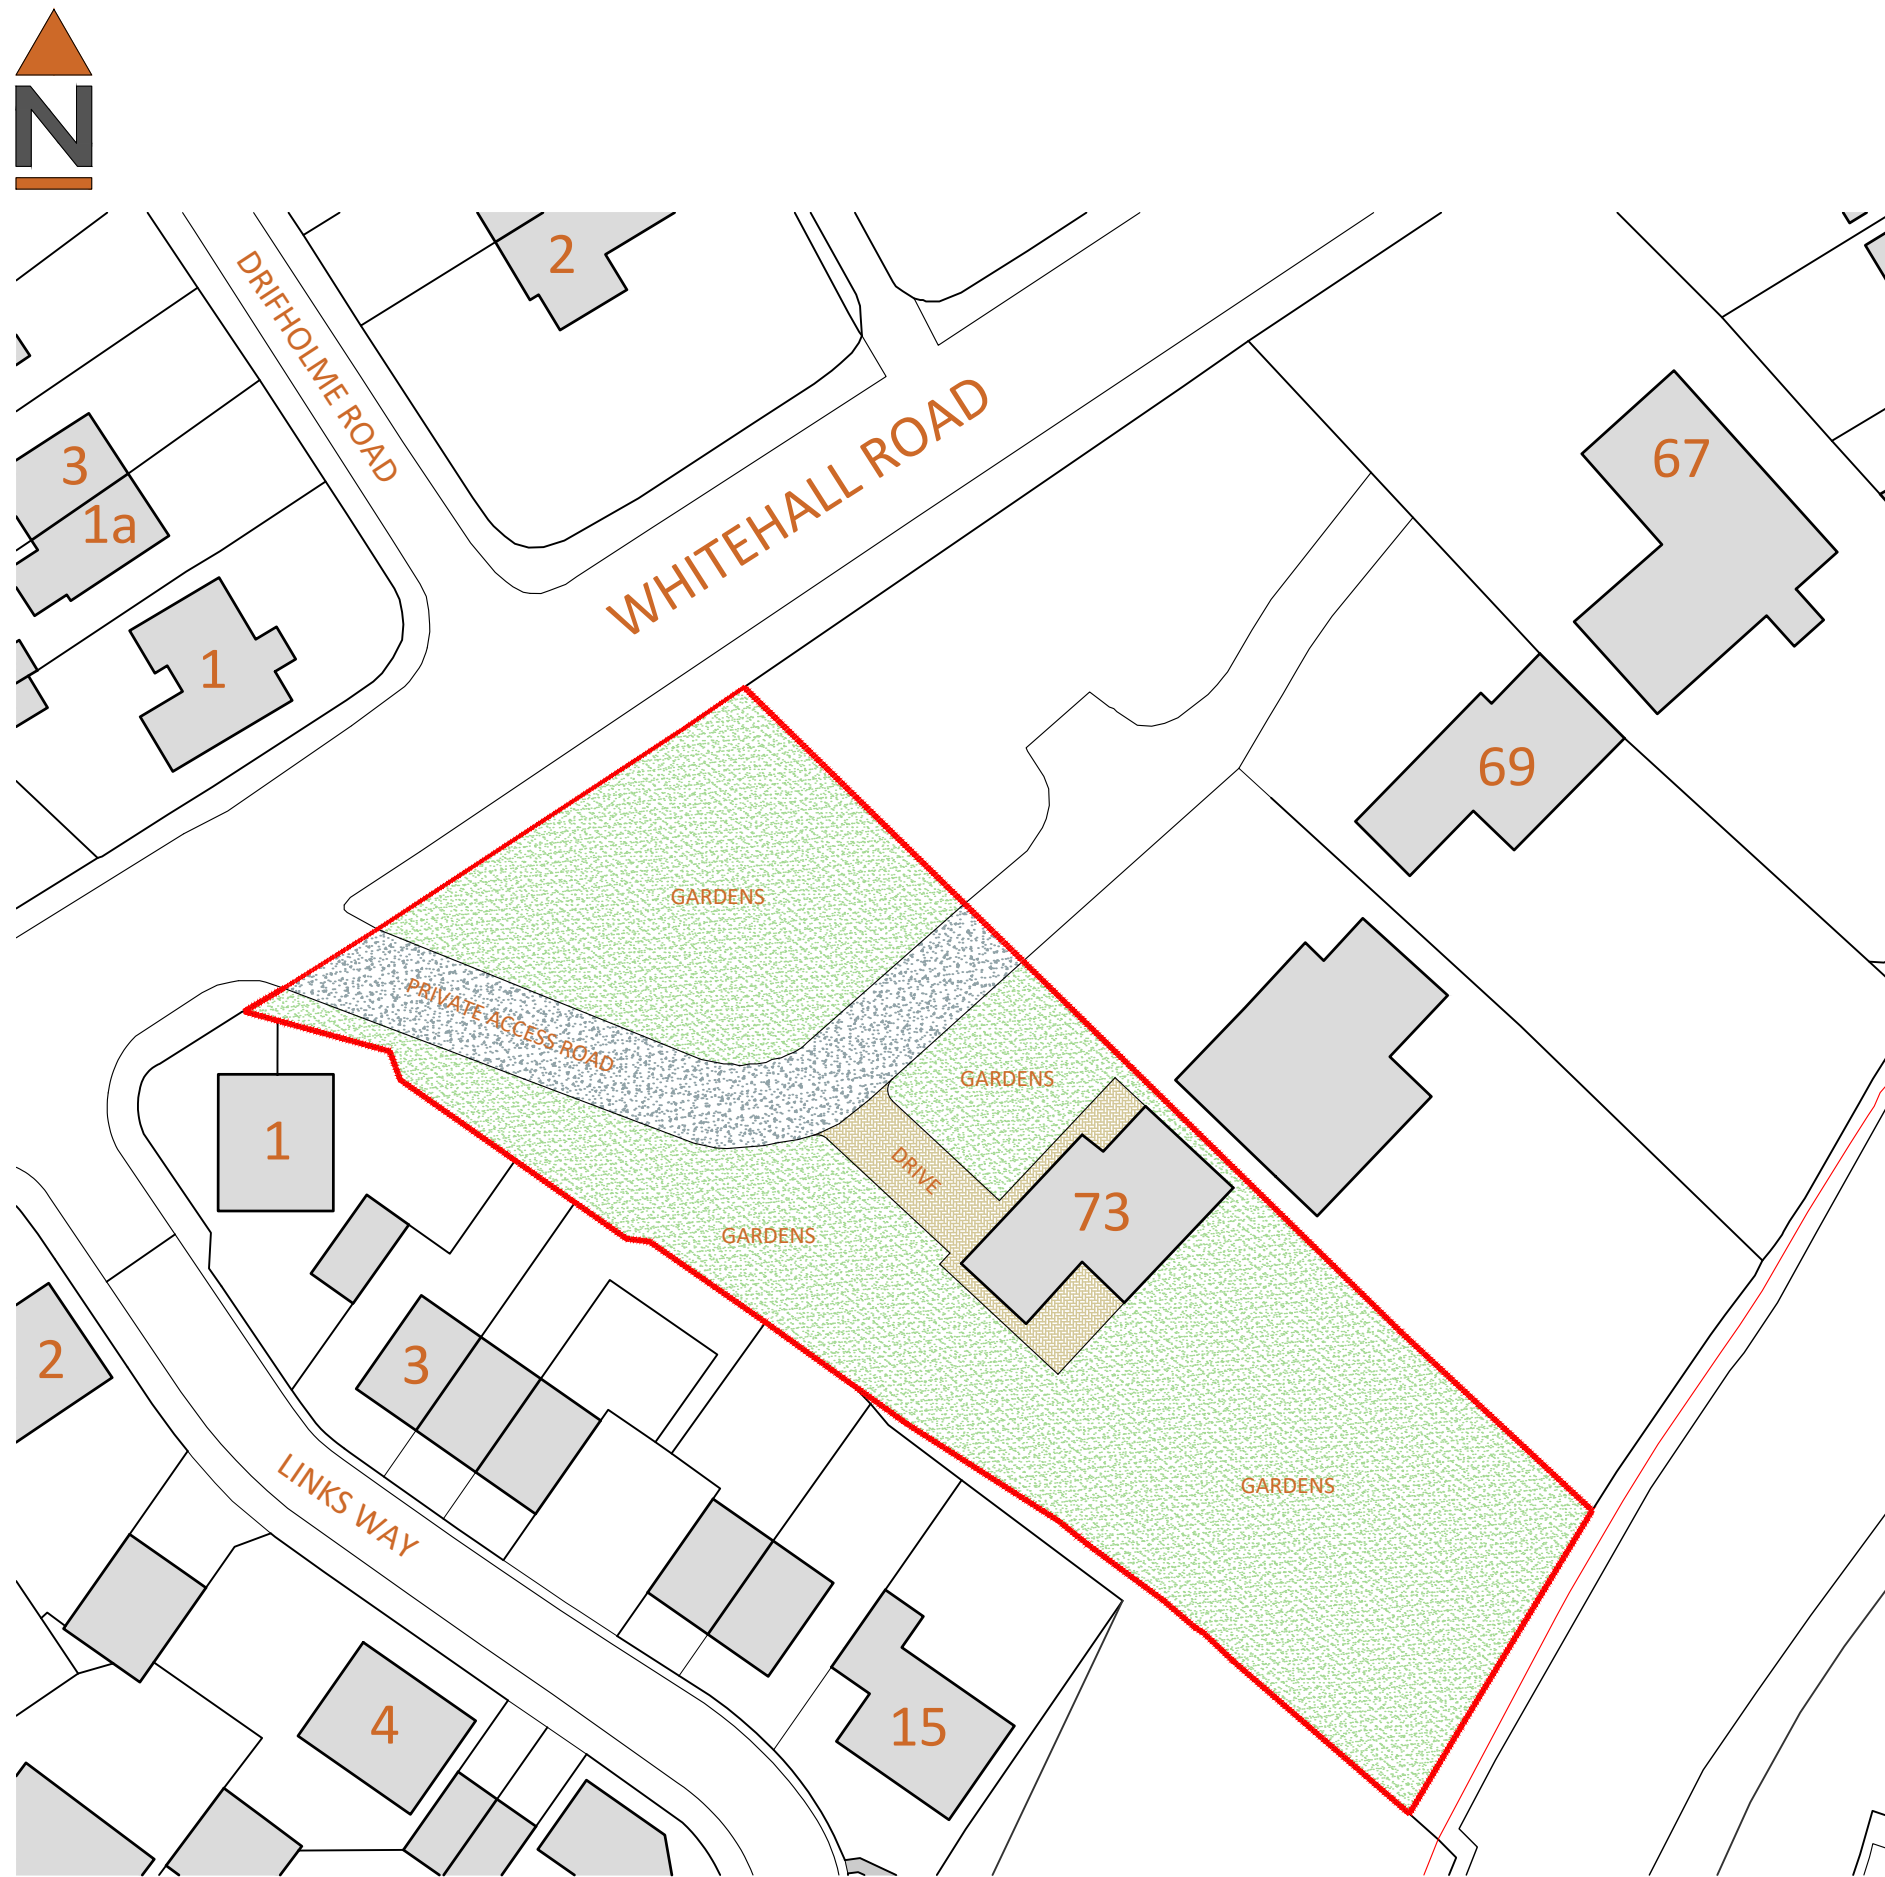 N
2
DRIFHOLME ROAD
WHITEHALL ROAD
3
1a
67
1
69
GARDENS
PRIVATE ACCESS ROAD
GARDENS
1
DRIVE
73
GARDENS
2
3
GARDENS
LINKS WAY
4
15